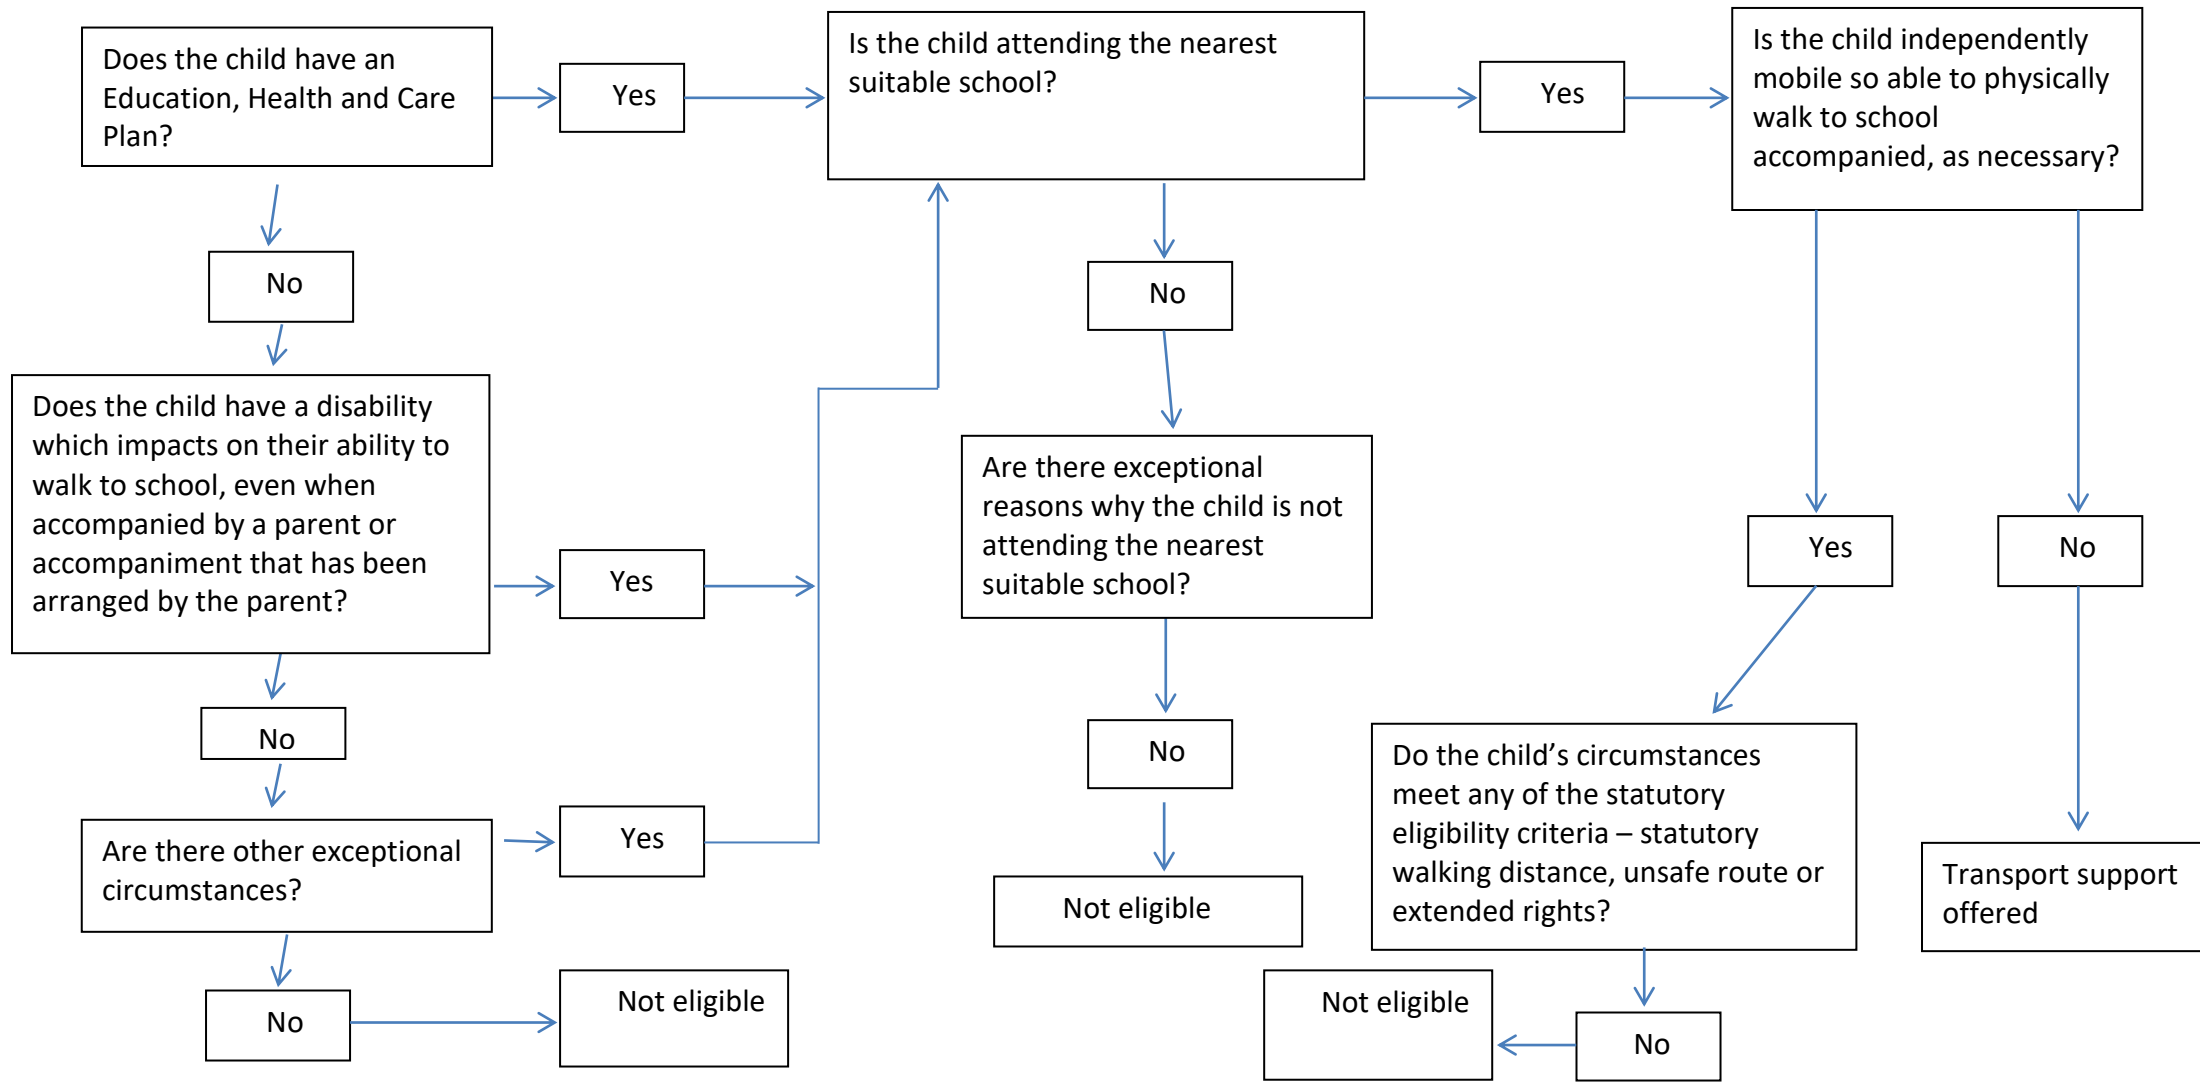 Does the child have an
Education, Health and Care
Plan?
Yes
Is the child attending the nearest
suitable school?
Yes
Is the child independently
mobile so able to physically
walk to school
accompanied, as necessary?
No
No
Does the child have a disability
which impacts on their ability to
walk to school, even when
accompanied by a parent or
accompaniment that has been
arranged by the parent?
Yes
Are there exceptional
reasons why the child is not
attending the nearest
suitable school?
Yes
No
No
No
Do the child’s circumstances
meet any of the statutory
eligibility criteria – statutory
walking distance, unsafe route or
extended rights?
Transport support
offered
Are there other exceptional
circumstances?
Yes
Not eligible
No
Not eligible
Not eligible
No